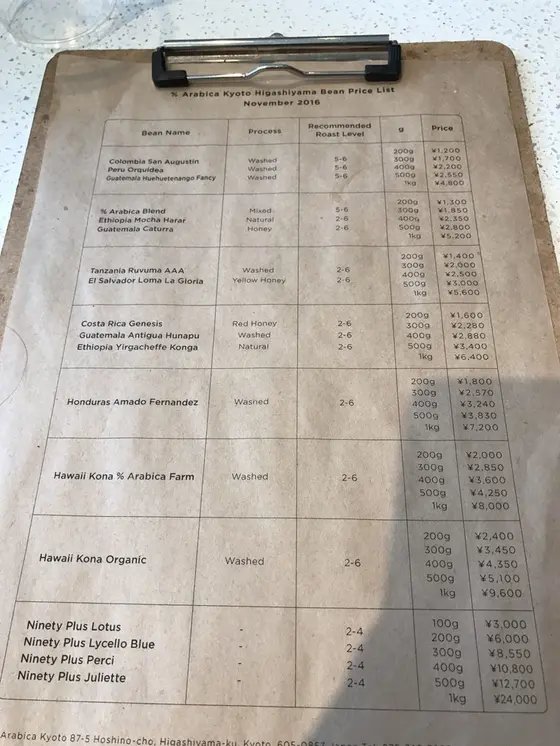 % Arabica Kyoto Higashiyama Bean Price List
November 2016
Bean Name Process Recommended Roast Level g Price
Colombia San Augustin Washed 5-6
Peru Orquidea Washed 5-6
Guatemala Huehuetenango Fancy Washed 5-6
200g ¥1,200
300g ¥1,700
400g ¥2,200
500g ¥2,550
1kg ¥4,800
% Arabica Blend Mixed 5-6
Ethiopia Mocha Harar Natural 2-6
Guatemala Caturra Honey 2-6
200g ¥1,300
300g ¥1,850
400g ¥2,350
500g ¥2,800
1kg ¥5,200
Tanzania Ruvuma AAA Washed 2-6
El Salvador Loma La Gloria Yellow Honey 2-6
200g ¥1,400
300g ¥2,000
400g ¥2,500
500g ¥3,000
1kg ¥5,600
Costa Rica Genesis Red Honey 2-6
Guatemala Antigua Hunapu Washed 2-6
Ethiopia Yirgacheffe Konga Natural 2-6
200g ¥1,600
300g ¥2,280
400g ¥2,880
500g ¥3,400
1kg ¥6,400
Honduras Amado Fernandez Washed 2-6
200g ¥1,800
300g ¥2,570
400g ¥3,240
500g ¥3,830
1kg ¥7,200
Hawaii Kona % Arabica Farm Washed 2-6
200g ¥2,000
300g ¥2,850
400g ¥3,600
500g ¥4,250
1kg ¥8,000
Hawaii Kona Organic Washed 2-6
200g ¥2,400
300g ¥3,450
400g ¥4,350
500g ¥5,100
1kg ¥9,600
Ninety Plus Lotus - 2-4
Ninety Plus Lycello Blue - 2-4
Ninety Plus Perci - 2-4
Ninety Plus Juliette - 2-4
100g ¥3,000
200g ¥6,000
300g ¥8,550
400g ¥10,800
500g ¥12,700
1kg ¥24,000
Arabica Kyoto 87-5 Hoshino-cho, Higashiyama-ku, Kyoto,